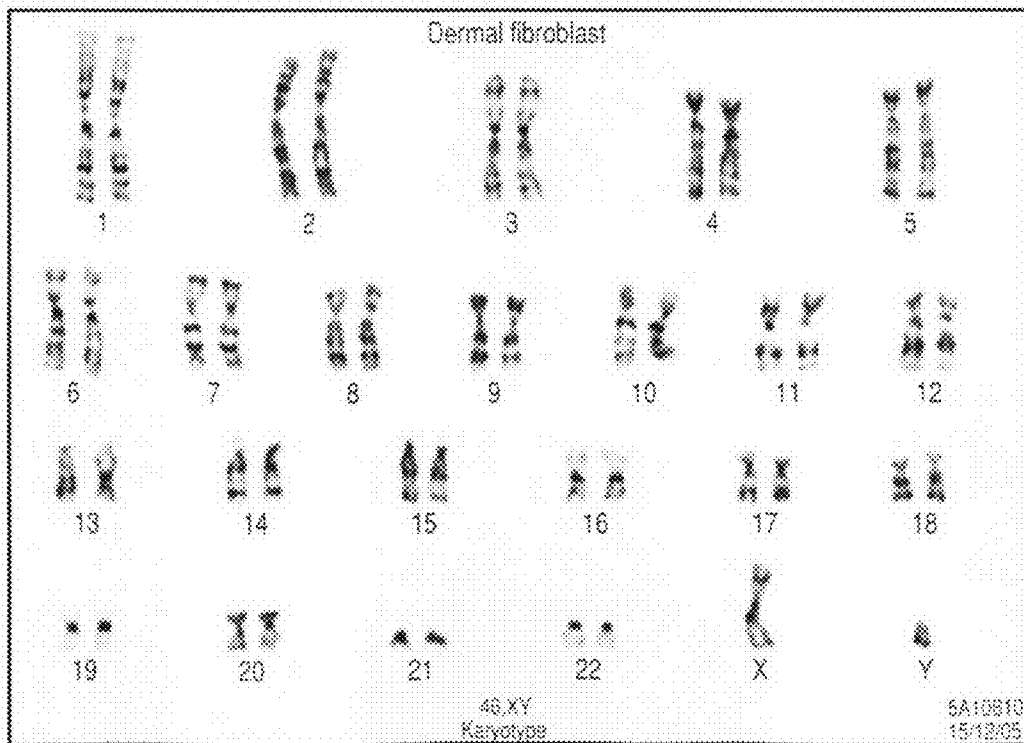 Dermal fibroblast
1 2 3 4 5
6 7 8 9 10 11 12
13 14 15 16 17 18
19 20 21 22 X Y
46,XY
Karyotype
5A10810
15/12/05